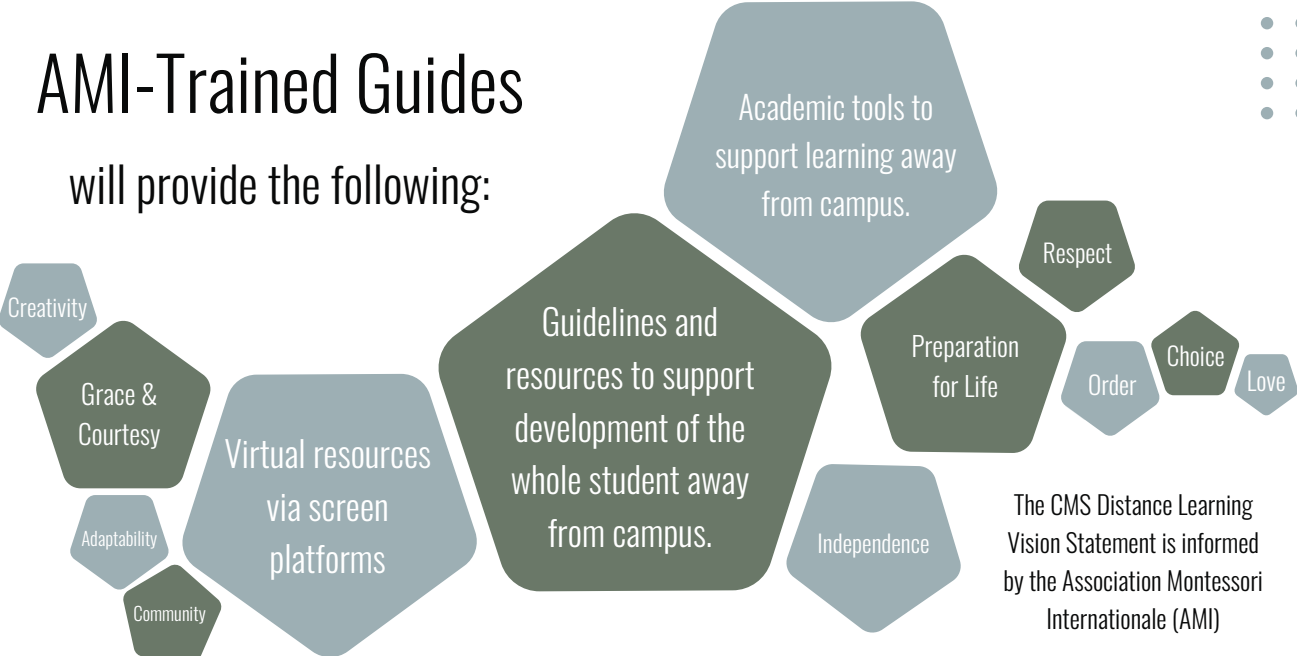 AMI-Trained Guides
will provide the following:
Academic tools to
support learning away
from campus.
Respect
Creativity
Guidelines and
resources to support
development of the
whole student away
from campus.
Preparation
for Life
Choice
Order
Love
Grace &
Courtesy
Virtual resources
via screen
platforms
Adaptability
Independence
Community
The CMS Distance Learning
Vision Statement is informed
by the Association Montessori
Internationale (AMI)